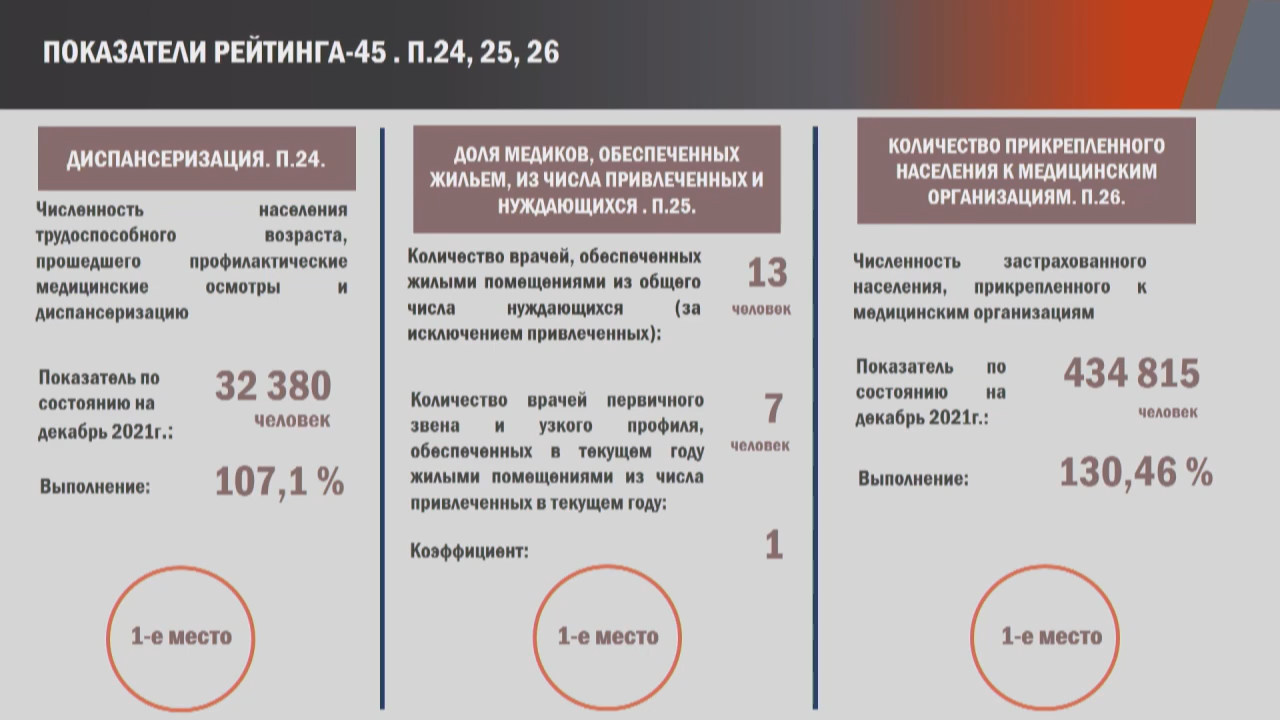 ПОКАЗАТЕЛИ РЕЙТИНГА-45 . П.24, 25, 26
ДИСПАНСЕРИЗАЦИЯ. П.24.
Численность населения
трудоспособного возраста,
прошедшего профилактические
медицинские осмотры и
диспансеризацию
Показатель по
состоянию на
декабрь 2021г.:
32 380
человек
Выполнение:
107,1 %
1-е место
ДОЛЯ МЕДИКОВ, ОБЕСПЕЧЕННЫХ
ЖИЛЬЕМ, ИЗ ЧИСЛА ПРИВЛЕЧЕННЫХ И
НУЖДАЮЩИХСЯ . П.25.
Количество врачей, обеспеченных
жилыми помещениями из общего
числа нуждающихся (за
исключением привлеченных):
13
человек
Количество врачей первичного
звена и узкого профиля,
обеспеченных в текущем году
жилыми помещениями из числа
привлеченных в текущем году:
7
человек
Коэффициент:
1
1-е место
КОЛИЧЕСТВО ПРИКРЕПЛЕННОГО
НАСЕЛЕНИЯ К МЕДИЦИНСКИМ
ОРГАНИЗАЦИЯМ. П.26.
Численность застрахованного
населения, прикрепленного к
медицинским организациям
Показатель по
состоянию на
декабрь 2021г.:
434 815
человек
Выполнение:
130,46 %
1-е место